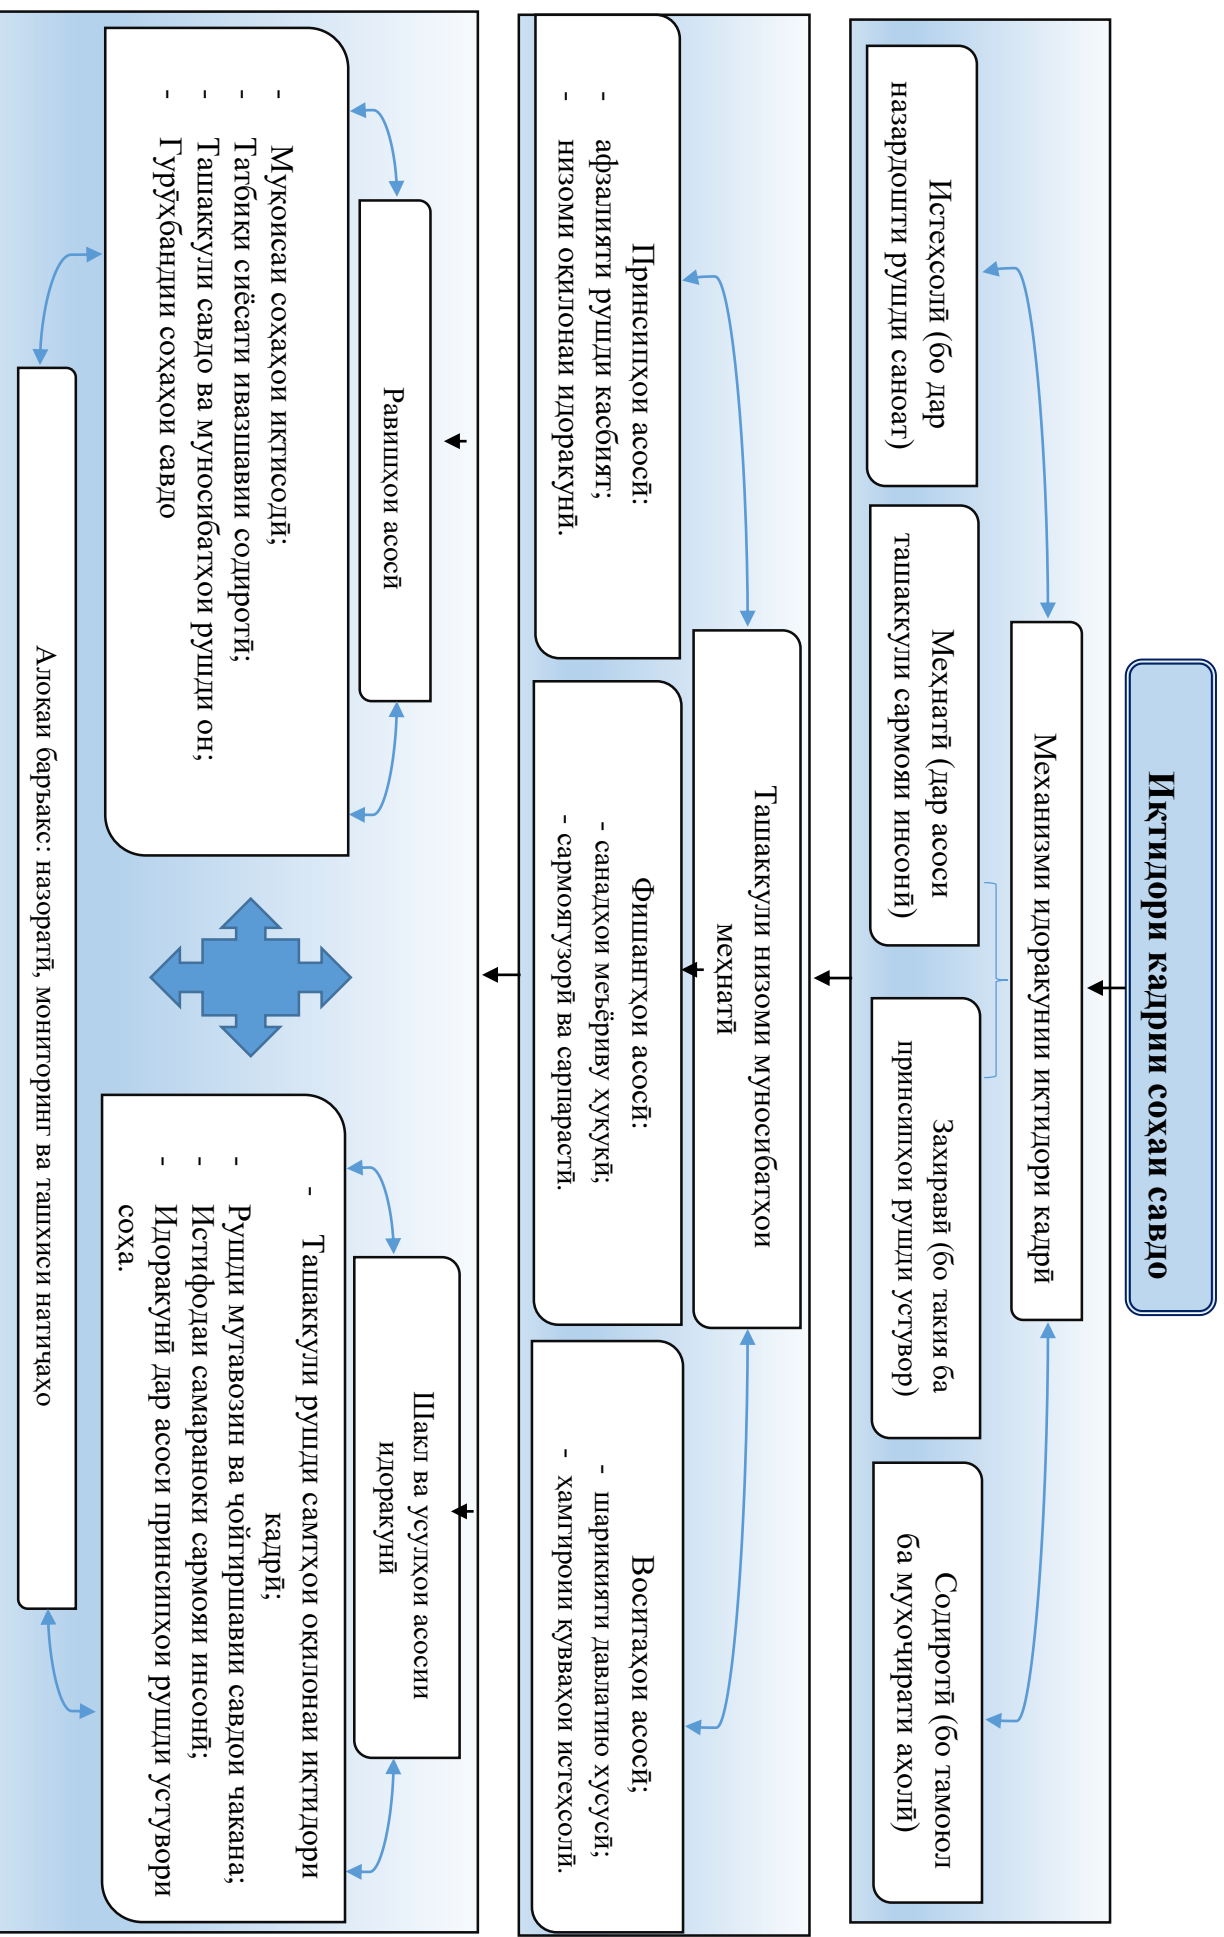 Иқтидори кадрии соҳаи савдо
Механизми идоракунии иқтидори кадрӣ
Истеҳсолӣ (бо дар
назардошти рушди саноат)
Меҳнатӣ (дар асоси
ташаккули сармояи инсонӣ)
Захиравӣ (бо такия ба
принсипҳои рушди устувор)
Содиротӣ (бо тамоюл
ба муҳоҷирати аҳолӣ)
Ташаккули низоми муносибатҳои
меҳнатӣ
Принсипҳои асосӣ:
- афзалияти рушди касбият;
- низоми оқилонаи идоракунӣ.
Фишангҳои асосӣ:
- санадҳои меъёриву ҳуқуқӣ;
- сармоягузорӣ ва сарпарастӣ.
Воситаҳои асосӣ;
- шарикияти давлатию хусусӣ;
- ҳамгироии қувваҳои истеҳсолӣ.
Равишҳои асосӣ
- Муқоисаи соҳаҳои иқтисодӣ;
- Татбиқи сиёсати ивазшавии содиротӣ;
- Ташаккули савдо ва муносибатҳои рушди он;
- Гурӯҳбандии соҳаҳои савдо
Шакл ва усулҳои асосии
идоракунӣ
- Ташаккули рушди самтҳои оқилонаи иқтидори
кадрӣ;
- Рушди мутавозин ва ҷойгиршавии савдои чакана;
- Истифодаи самараноки сармояи инсонӣ;
- Идоракунӣ дар асоси принсипҳои рушди устувори
соҳа.
Алоқаи баръакс: назоратӣ, мониторинг ва ташхиси натиҷаҳо